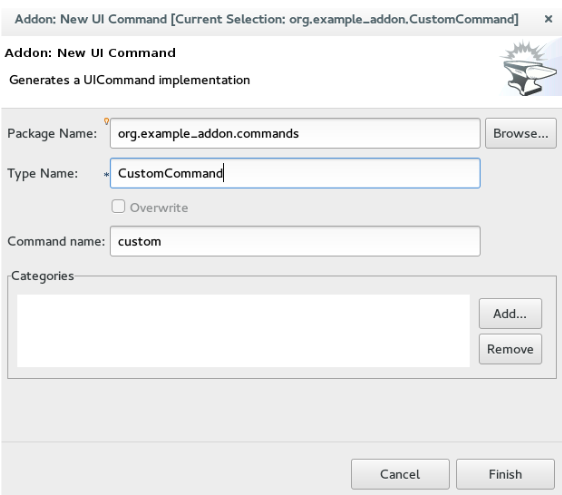 Addon: New UI Command [Current Selection: org.example_addon.CustomCommand] ×
Addon: New UI Command
Generates a UICommand implementation
Package Name: org.example_addon.commands Browse...
Type Name: * CustomCommand
Overwrite
Command name: custom
Categories
Add...
Remove
Cancel Finish